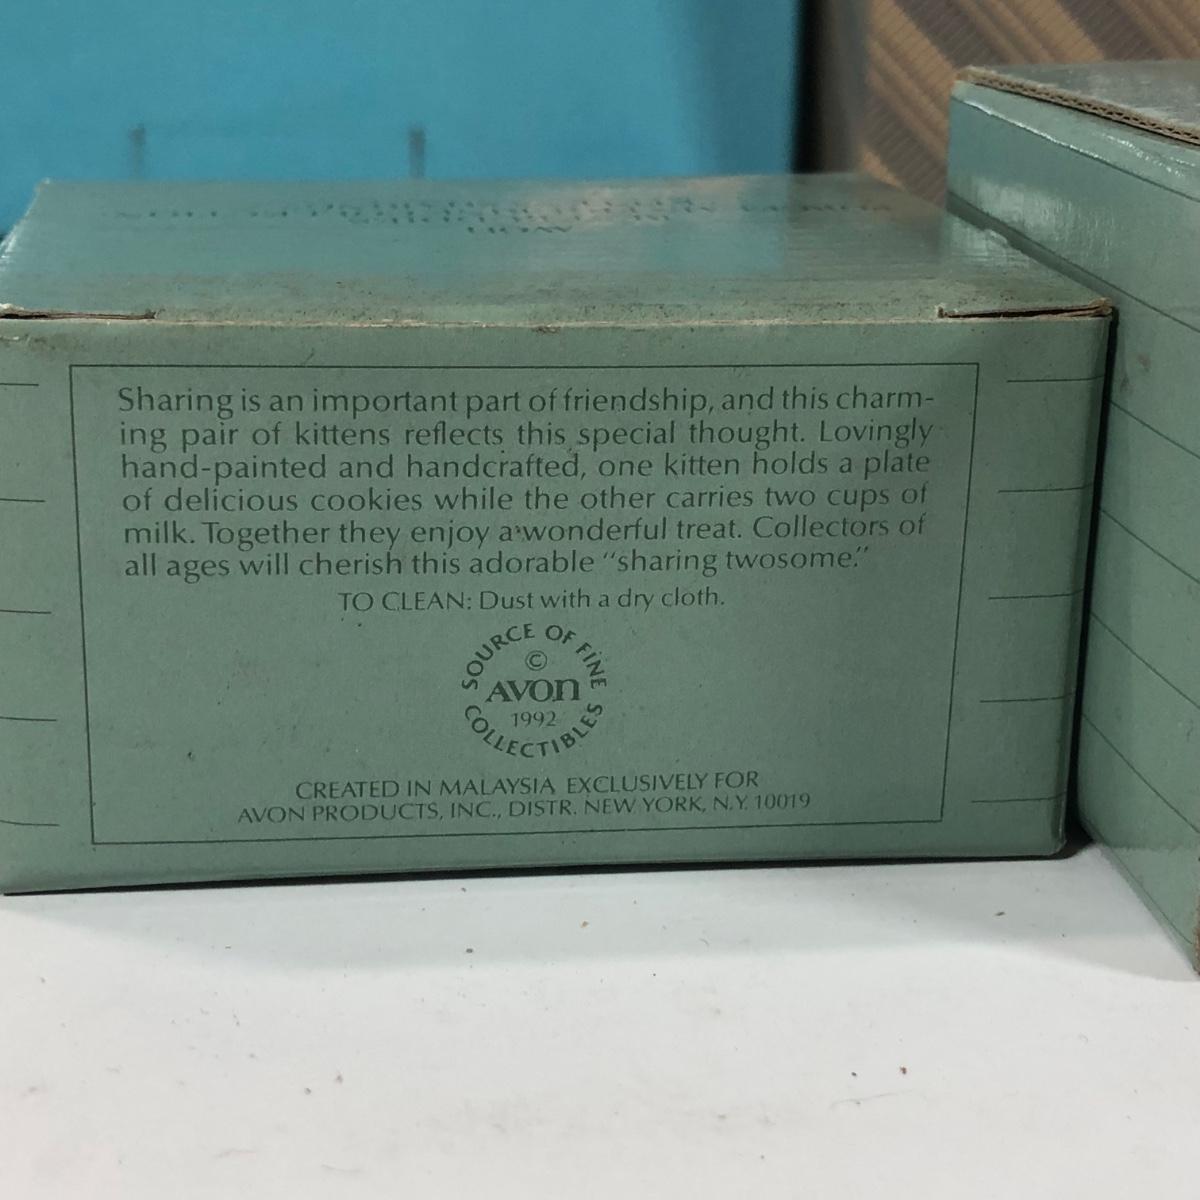 Sharing is an important part of friendship, and this charm-
ing pair of kittens reflects this special thought. Lovingly
hand-painted and handcrafted, one kitten holds a plate
of delicious cookies while the other carries two cups of
milk. Together they enjoy a wonderful treat. Collectors of
all ages will cherish this adorable “sharing twosome.”
TO CLEAN: Dust with a dry cloth.
SOURCE OF FINE
©
AVON
1992
COLLECTIBLES
CREATED IN MALAYSIA EXCLUSIVELY FOR
AVON PRODUCTS, INC., DISTR. NEW YORK, N.Y. 10019